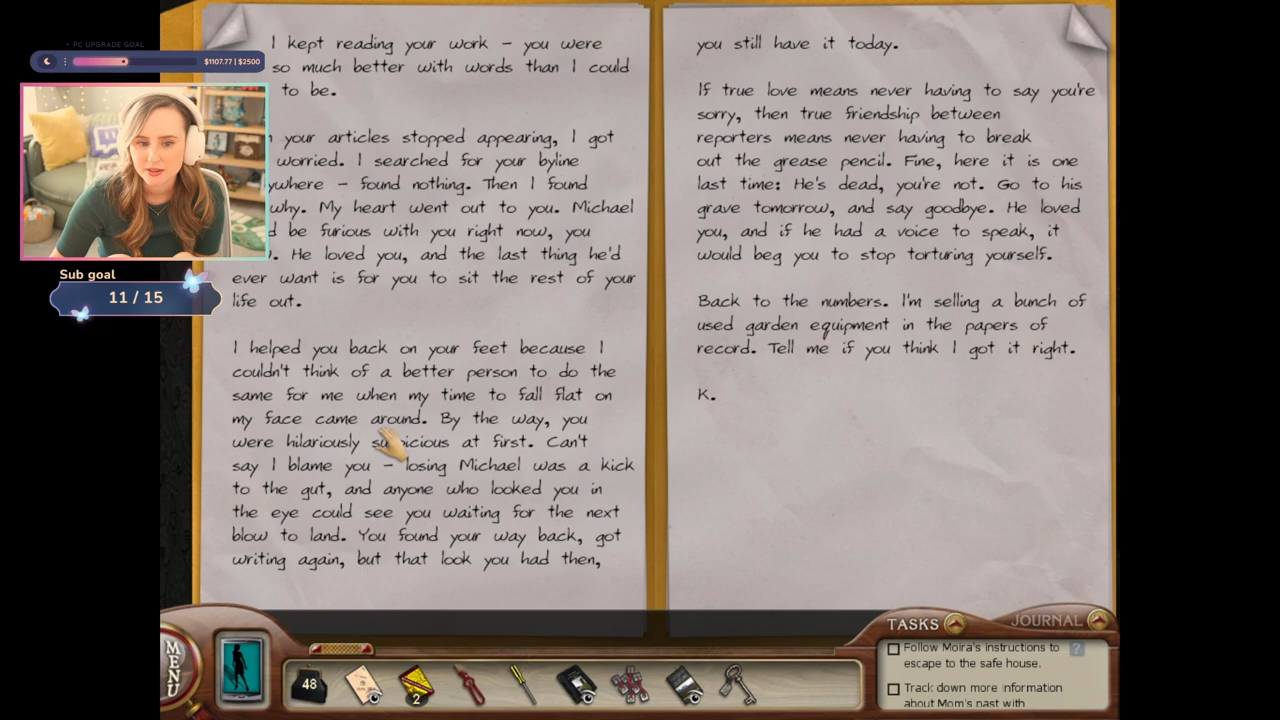 PC UPGRADE GOAL
$1107.77 | $2500
Sub goal
11 / 15
I kept reading your work - you were
so much better with words than I could
to be.
your articles stopped appearing, I got
worried. I searched for your byline
- found nothing. Then I found
why. My heart went out to you. Michael
be furious with you right now, you
He loved you, and the last thing he'd
ever want is for you to sit the rest of your
life out.
I helped you back on your feet because I
couldn't think of a better person to do the
same for me when my time to fall flat on
my face came around. By the way, you
were hilariously suspicious at first. Can't
say I blame you - losing Michael was a kick
to the gut, and anyone who looked you in
the eye could see you waiting for the next
blow to land. You found your way back, got
writing again, but that look you had then,
you still have it today.
If true love means never having to say you're
sorry, then true friendship between
reporters means never having to break
out the grease pencil. Fine, here it is one
last time: He's dead, you're not. Go to his
grave tomorrow, and say goodbye. He loved
you, and if he had a voice to speak, it
would beg you to stop torturing yourself.
Back to the numbers. I'm selling a bunch of
used garden equipment in the papers of
record. Tell me if you think I got it right.
K.
MENU
48
2
TASKS
JOURNAL
Follow Moira's instructions to
escape to the safe house.
?
Track down more information
about Mom's past with